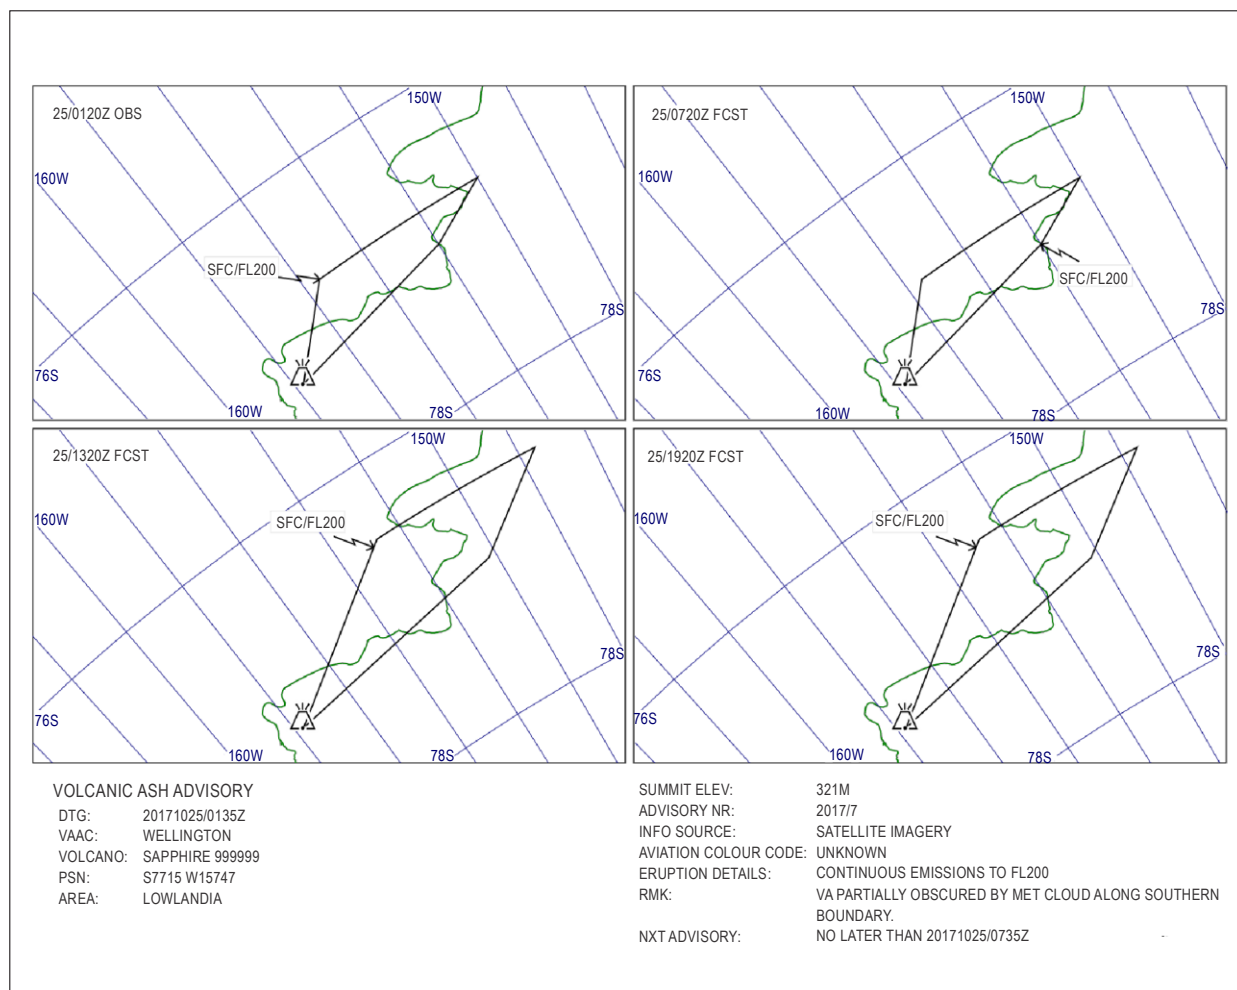 25/0120Z OBS
150W
160W
SFC/FL200
78S
76S
160W
78S
25/0720Z FCST
150W
160W
SFC/FL200
78S
76S
160W
78S
25/1320Z FCST
150W
160W
SFC/FL200
78S
76S
160W
78S
25/1920Z FCST
150W
160W
SFC/FL200
78S
76S
160W
78S
VOLCANIC ASH ADVISORY
DTG: 20171025/0135Z
VAAC: WELLINGTON
VOLCANO: SAPPHIRE 999999
PSN: S7715 W15747
AREA: LOWLANDIA
SUMMIT ELEV: 321M
ADVISORY NR: 2017/7
INFO SOURCE: SATELLITE IMAGERY
AVIATION COLOUR CODE: UNKNOWN
ERUPTION DETAILS: CONTINUOUS EMISSIONS TO FL200
RMK: VA PARTIALLY OBSCURED BY MET CLOUD ALONG SOUTHERN
BOUNDARY.
NXT ADVISORY: NO LATER THAN 20171025/0735Z